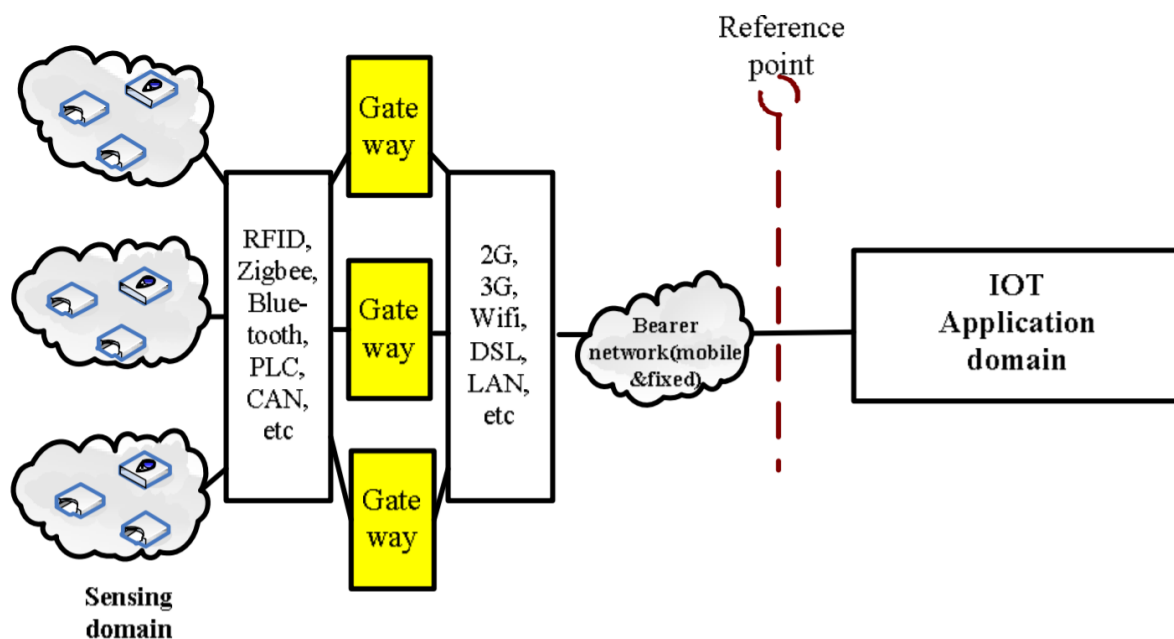 Reference
point
Gate
way
RFID,
Zigbee,
Blue-
tooth,
PLC,
CAN,
etc
Gate
way
2G,
3G,
Wifi,
DSL,
LAN,
etc
Bearer
network(mobile
&fixed)
IOT
Application
domain
Gate
way
Sensing
domain